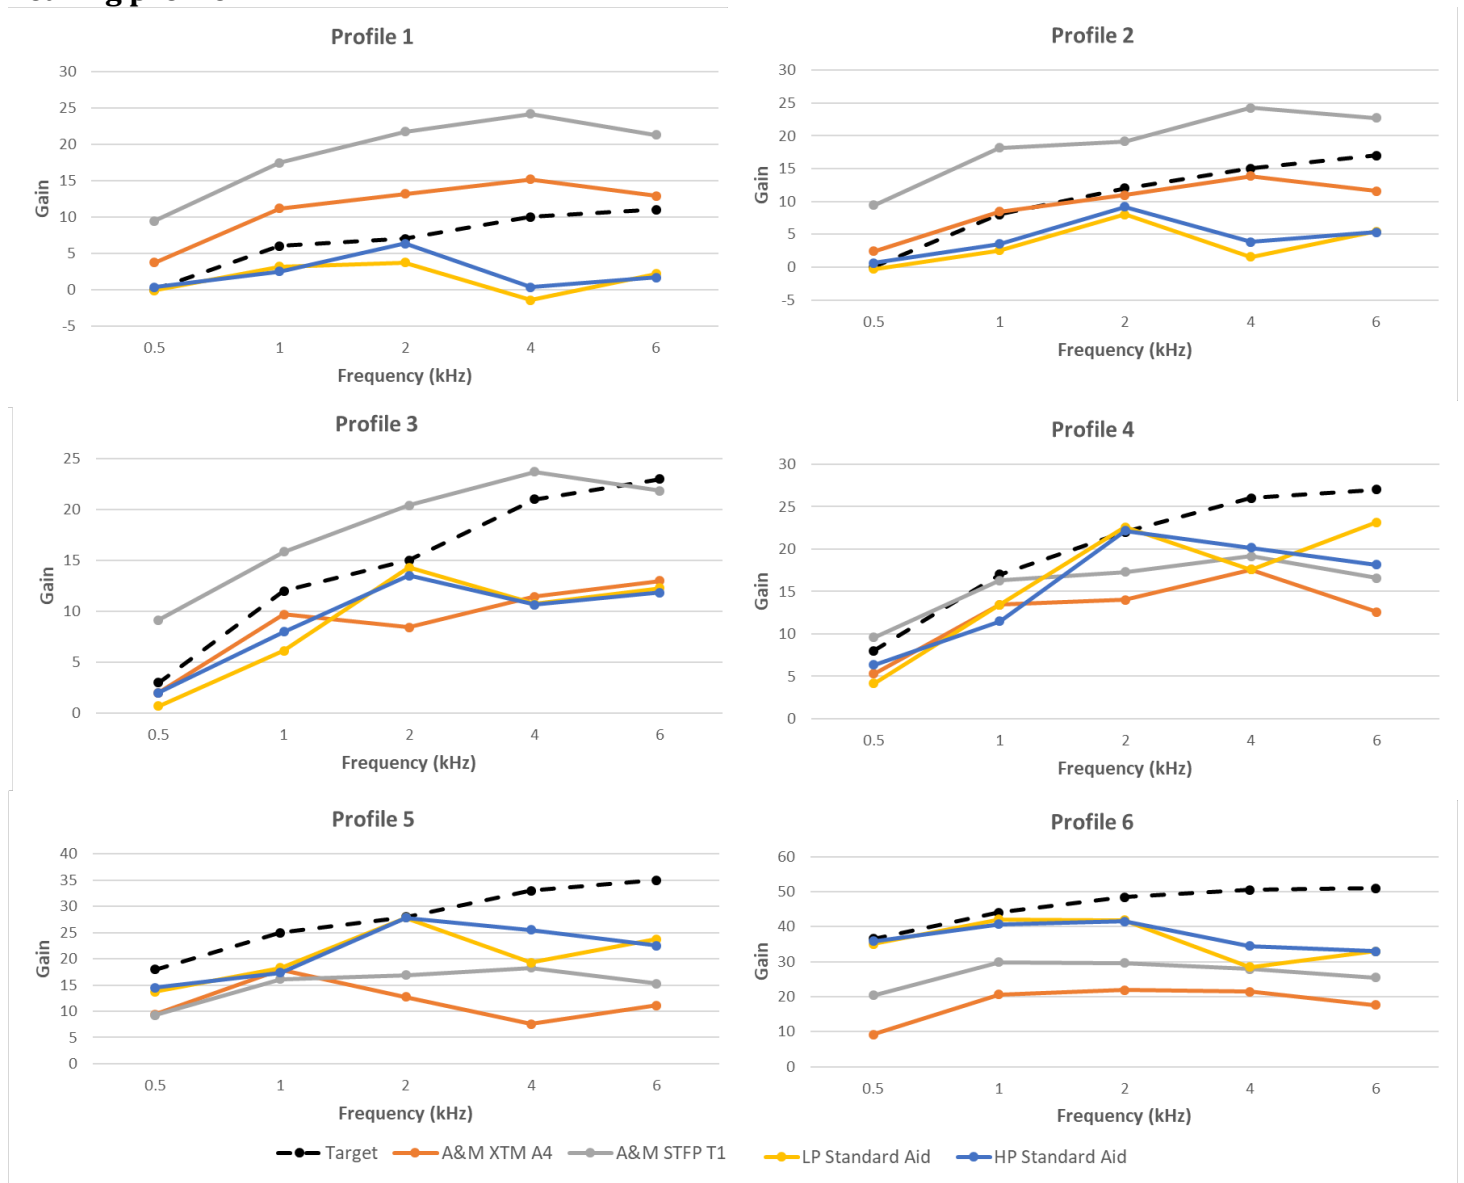 Profile 1
30
25
20
15
10
5
0
-5
Gain
0.5 1 2 4 6
Frequency (kHz)
Profile 2
30
25
20
15
10
5
0
-5
Gain
0.5 1 2 4 6
Frequency (kHz)
Profile 3
25
20
15
10
5
0
Gain
0.5 1 2 4 6
Frequency (kHz)
Profile 4
30
25
20
15
10
5
0
Gain
0.5 1 2 4 6
Frequency (kHz)
Profile 5
40
35
30
25
20
15
10
5
0
Gain
0.5 1 2 4 6
Frequency (kHz)
Profile 6
60
50
40
30
20
10
0
Gain
0.5 1 2 4 6
Frequency (kHz)
Target A&M XTM A4 A&M STFP T1 LP Standard Aid HP Standard Aid